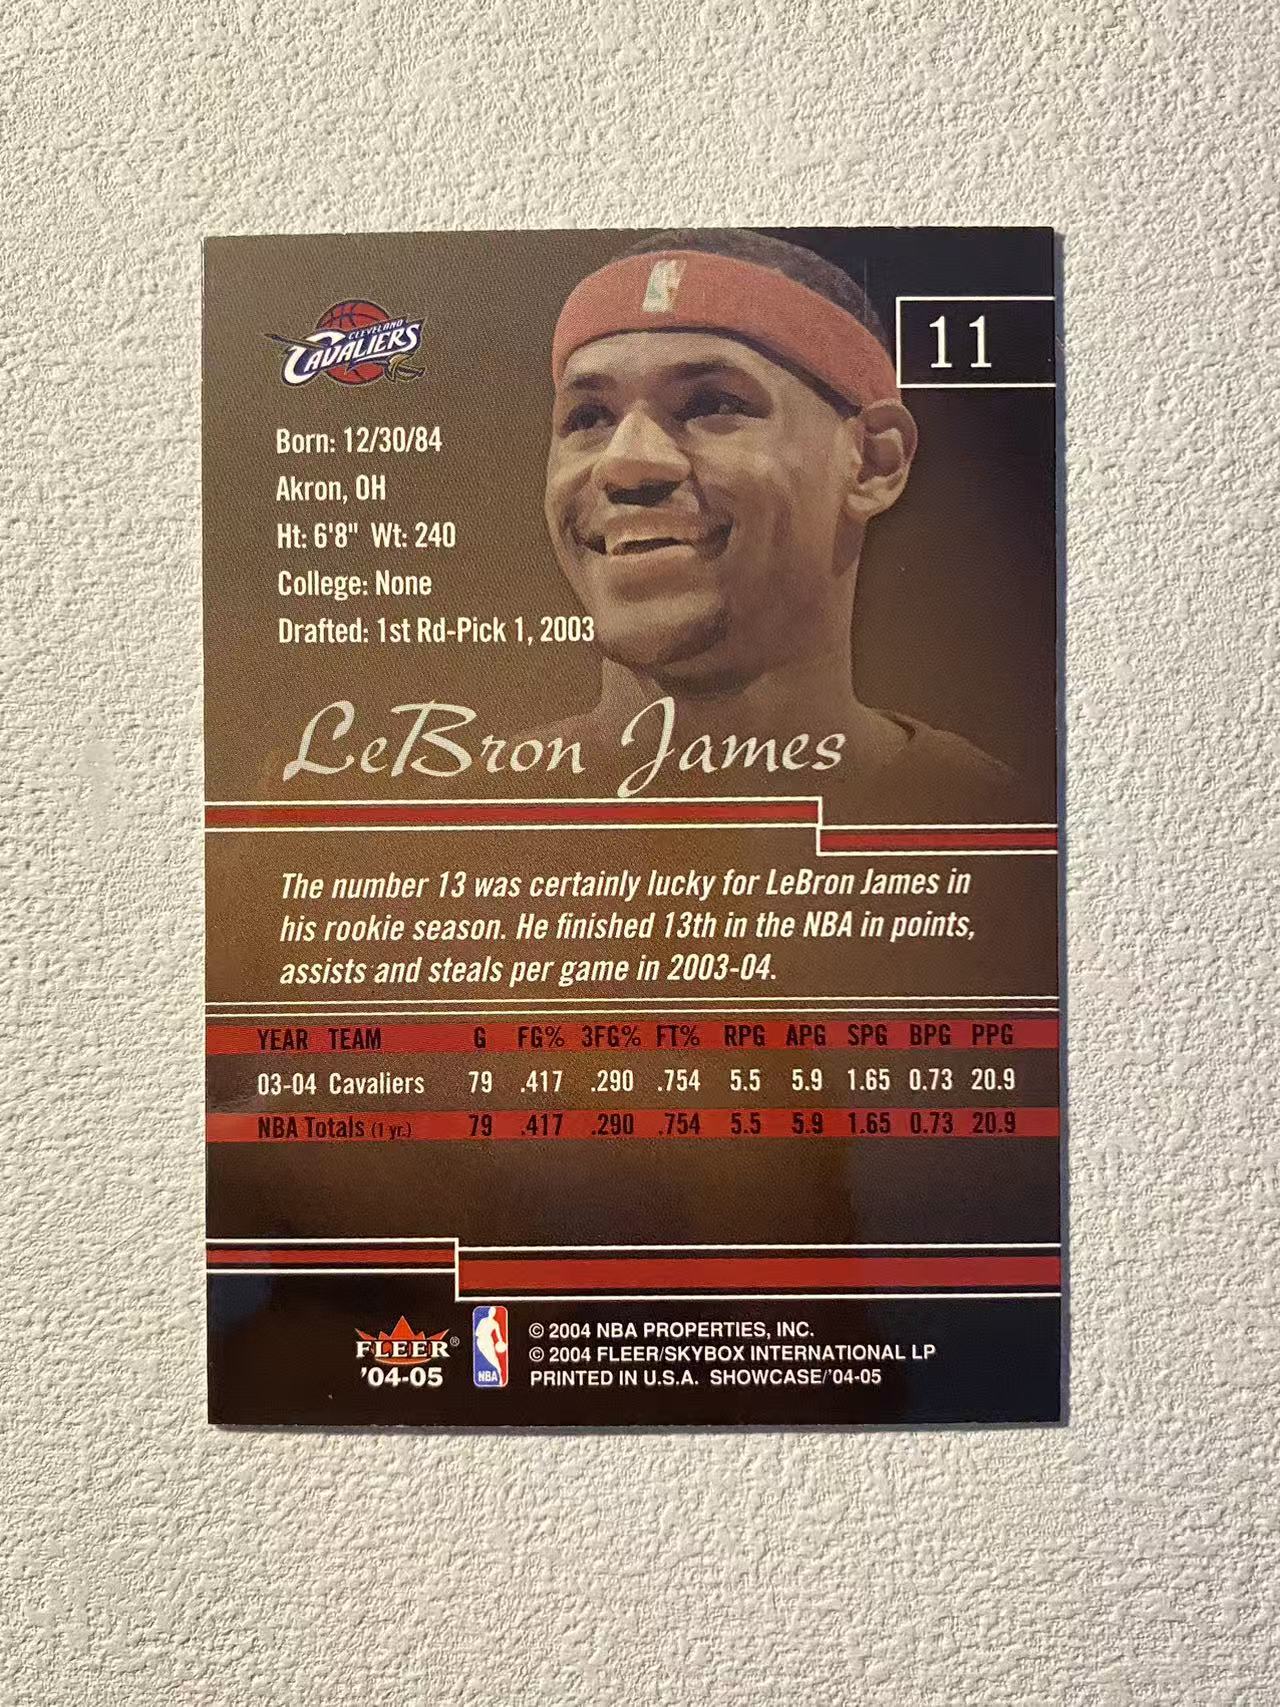 CLEVELAND
CAVALIERS
11
Born: 12/30/84
Akron, OH
Ht: 6'8" Wt: 240
College: None
Drafted: 1st Rd-Pick 1, 2003
LeBron James
The number 13 was certainly lucky for LeBron James in
his rookie season. He finished 13th in the NBA in points,
assists and steals per game in 2003-04.
YEAR TEAM G FG% 3FG% FT% RPG APG SPG BPG PPG
03-04 Cavaliers 79 .417 .290 .754 5.5 5.9 1.65 0.73 20.9
NBA Totals (1 yr.) 79 .417 .290 .754 5.5 5.9 1.65 0.73 20.9
FLEER®
'04-05
NBA
© 2004 NBA PROPERTIES, INC.
© 2004 FLEER/SKYBOX INTERNATIONAL LP
PRINTED IN U.S.A. SHOWCASE/'04-05